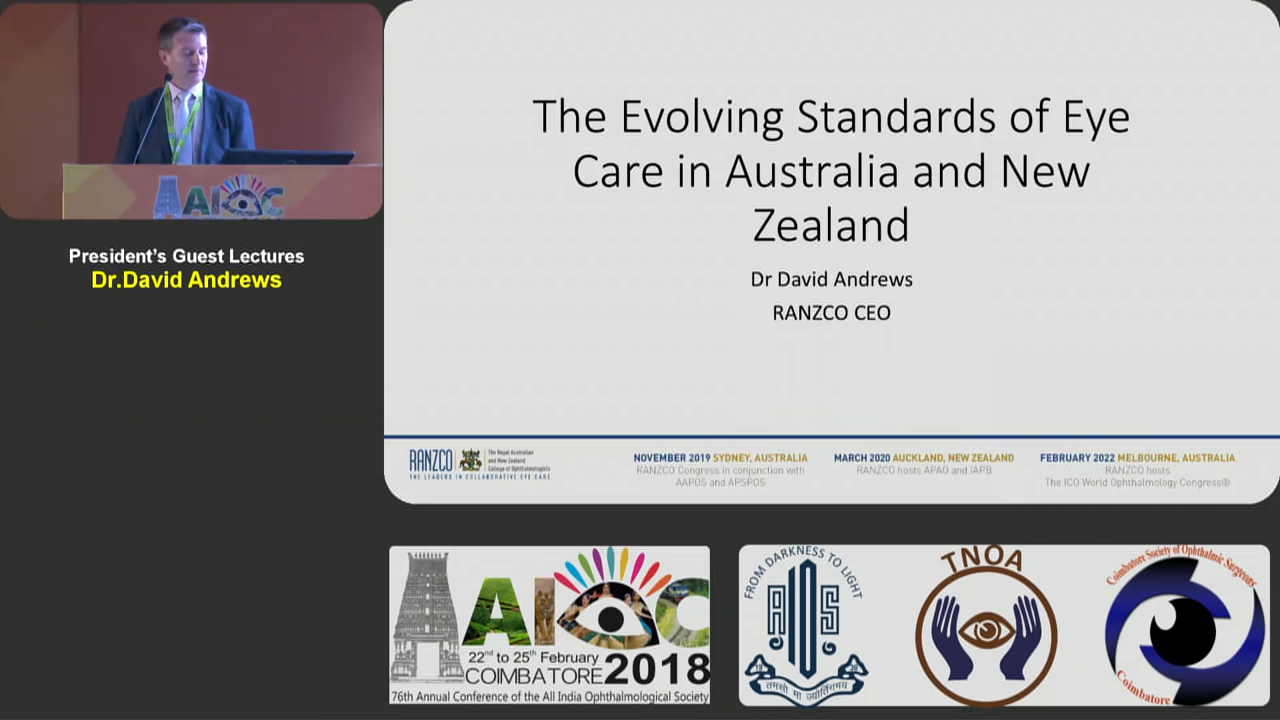 AIOC
President's Guest Lectures
Dr.David Andrews
The Evolving Standards of Eye
Care in Australia and New
Zealand
Dr David Andrews
RANZCO CEO
RANZCO
The Royal Australian
and New Zealand
College of Ophthalmologists
THE LEADERS IN COLLABORATIVE EYE CARE
NOVEMBER 2019 SYDNEY, AUSTRALIA
RANZCO Congress in conjunction with
AAPOS and APSPOS
MARCH 2020 AUCKLAND, NEW ZEALAND
RANZCO hosts APAO and IAPB
FEBRUARY 2022 MELBOURNE, AUSTRALIA
RANZCO hosts
The ICO World Ophthalmology Congress®
AIOC
22nd to 25th February
COIMBATORE 2018
76th Annual Conference of the All India Ophthalmological Society
FROM DARKNESS TO LIGHT
AIOS
तमसो मा ज्योतिर्गमय
TNOA
Coimbatore Society of Ophthalmic Surgeons
Coimbatore